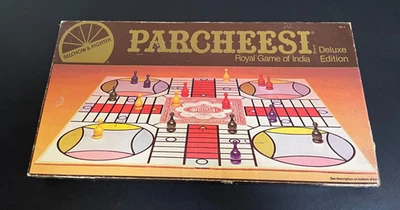 SELCHOW & RIGHTER
PARCHEESI®
Royal Game of India
Deluxe
Edition